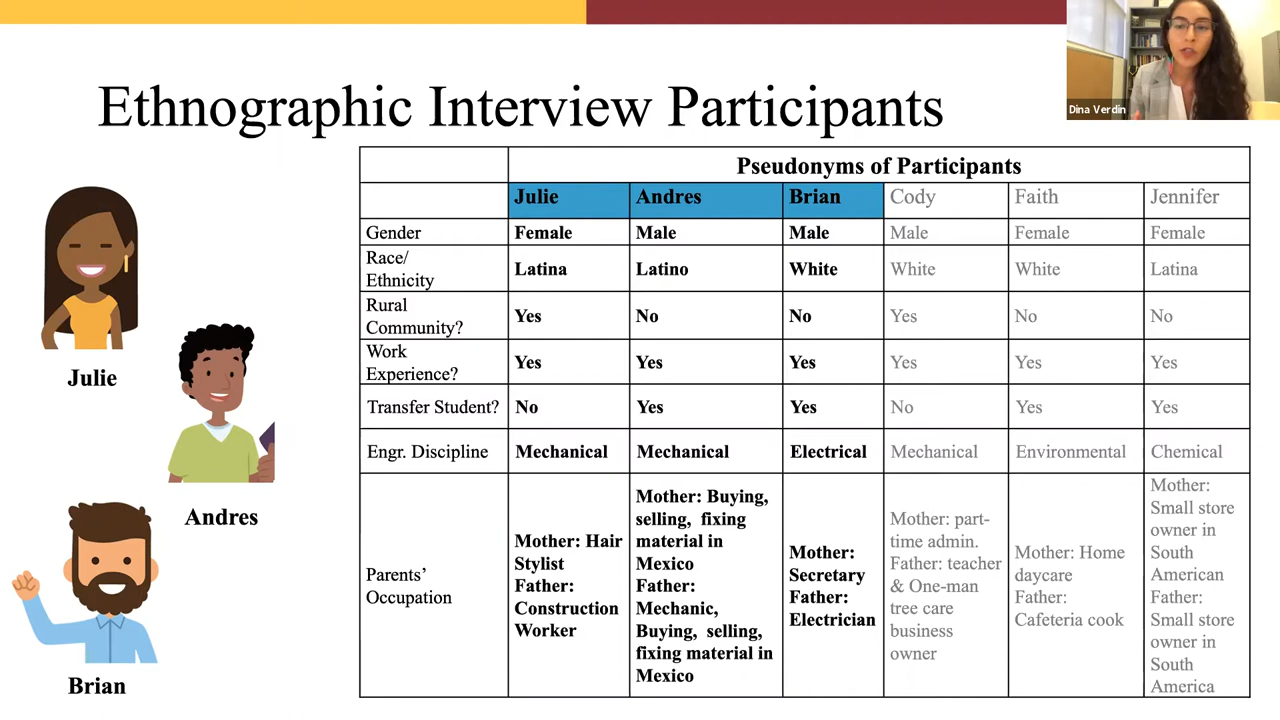 Dina Verdin
Ethnographic Interview Participants
Pseudonyms of Participants
Julie Andres Brian Cody Faith Jennifer
Gender Female Male Male Male Female Female
Race/
Ethnicity Latina Latino White White White Latina
Rural
Community? Yes No No Yes No No
Work
Experience? Yes Yes Yes Yes Yes Yes
Transfer Student? No Yes Yes No Yes Yes
Engr. Discipline Mechanical Mechanical Electrical Mechanical Environmental Chemical
Parents’
Occupation
Mother: Hair
Stylist
Father:
Construction
Worker
Mother: Buying,
selling, fixing
material in
Mexico
Father:
Mechanic,
Buying, selling,
fixing material in
Mexico
Mother:
Secretary
Father:
Electrician
Mother: part-
time admin.
Father: teacher
& One-man
tree care
business
owner
Mother: Home
daycare
Father:
Cafeteria cook
Mother:
Small store
owner in
South
American
Father:
Small store
owner in
South
America
Julie
Andres
Brian